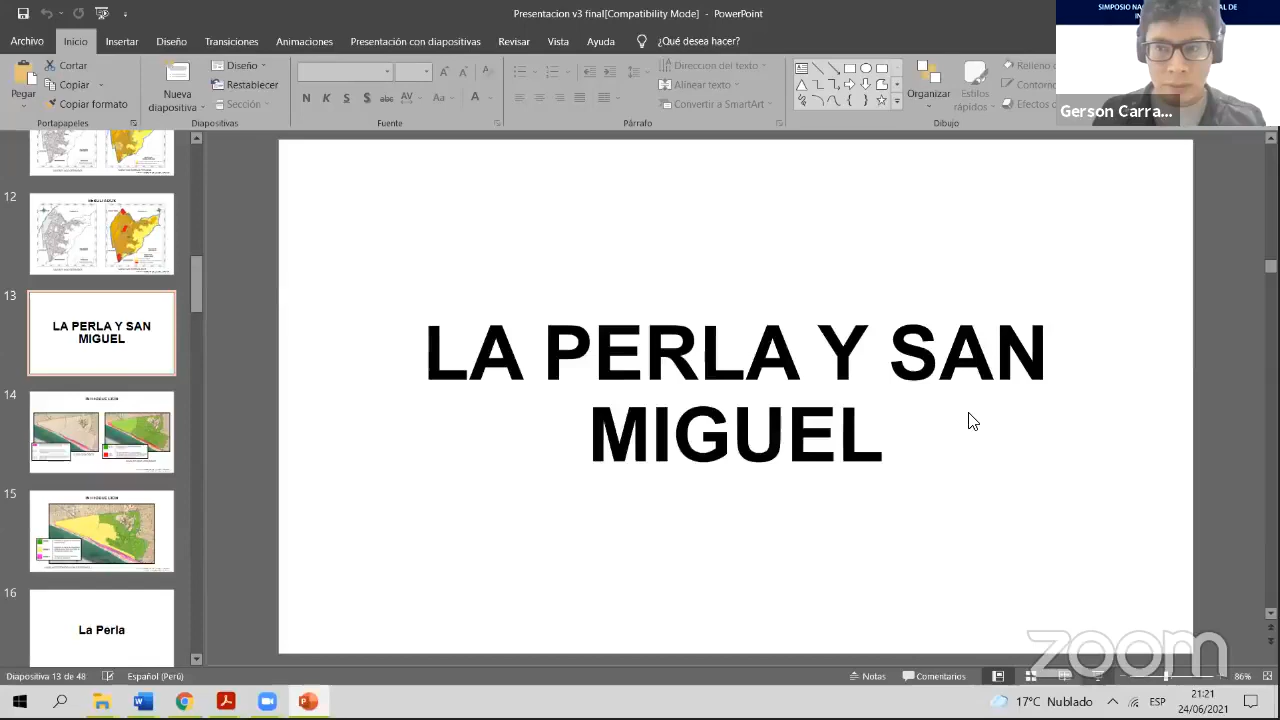 Presentacion v3 final[Compatibility Mode] - PowerPoint
SIMPOSIO
AL DE
Archivo Inicio Insertar Diseño Transiciones Animaciones Presentación con diapositivas Revisar Vista Ayuda ¿Qué desea hacer?
Pegar
Cortar
Copiar
Copiar formato
Portapapeles
Nueva
diapositiva
Diseño
Restablecer
Sección
Diapositivas
N K S S abc AV Aa A
Fuente
Dirección del texto
Alinear texto
Convertir a SmartArt
Párrafo
Organizar
Estilos
rápidos
Dibujo
Relleno
Contorn
Efectos
Gerson Carra...
12
13
LA PERLA Y SAN
MIGUEL
14
15
16
La Perla
LA PERLA Y SAN
MIGUEL
zoom
Diapositiva 13 de 48 Español (Perú) Notas Comentarios 86%
17°C Nublado ESP 21:21
24/06/2021